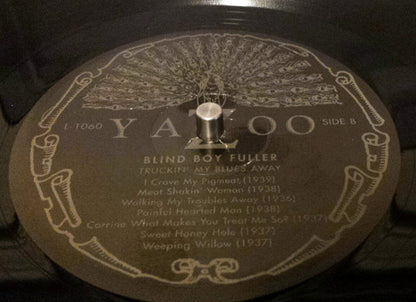 L-1060 YAZOO SIDE B
BLIND BOY FULLER
TRUCKIN' MY BLUES AWAY
I Crave My Pigmeat (1939)
Meat Shakin' Woman (1938)
Walking My Troubles Away (1936)
Painful Hearted Man (1938)
Corrine What Makes You Treat Me So? (1937)
Sweet Honey Hole (1937)
Weeping Willow (1937)